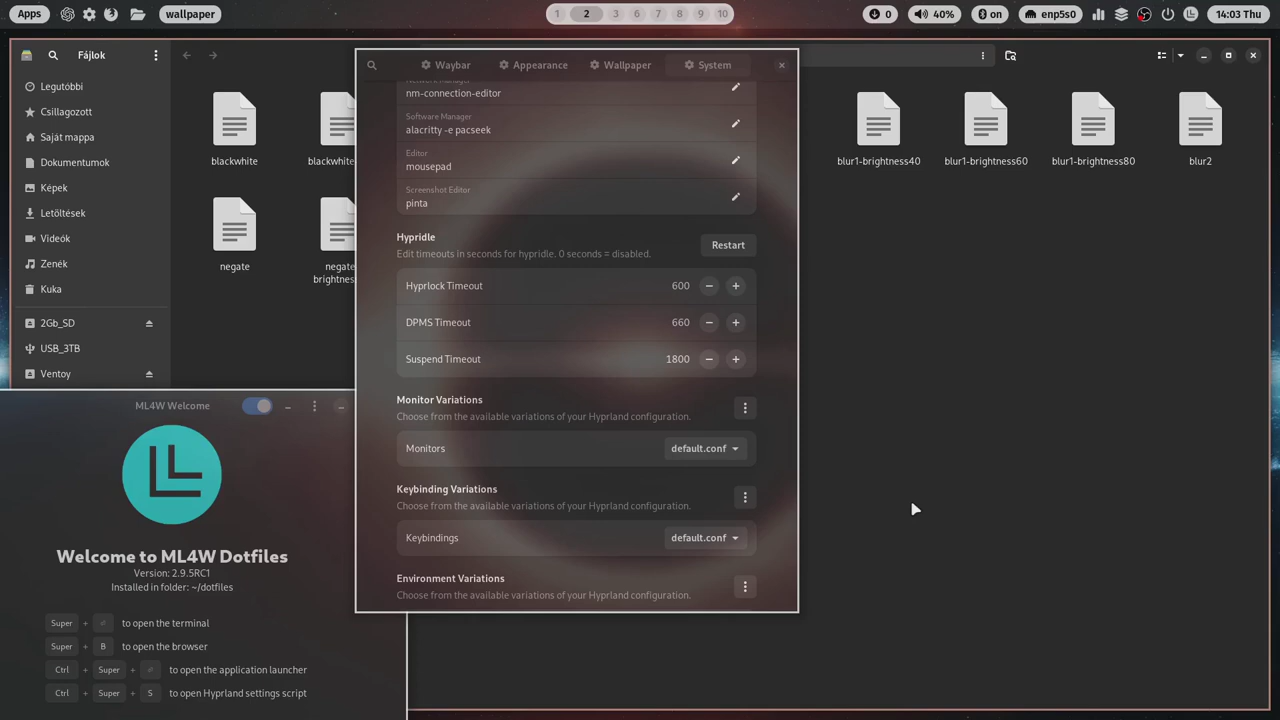 Apps
wallpaper
1 2 3 4 5 6 7 8 9 10
0
40%
on
enp5s0
14:03 Thu
Fájlok
Legutóbbi
Csillagozott
Saját mappa
Dokumentumok
Képek
Letöltések
Videók
Zenék
Kuka
2Gb_SD
USB_3TB
Ventoy
blackwhite
blackwhite
blur1-brightness40
blur1-brightness60
blur1-brightness80
blur2
negate
negate
brightness
Waybar
Appearance
Wallpaper
System
Network Manager
nm-connection-editor
Software Manager
alacritty -e pacseek
Editor
mousepad
Screenshot Editor
pinta
Hypridle
Edit timeouts in seconds for hypridle. 0 seconds = disabled.
Restart
Hyprlock Timeout 600 − +
DPMS Timeout 660 − +
Suspend Timeout 1800 − +
Monitor Variations
Choose from the available variations of your Hyprland configuration.
Monitors default.conf
Keybinding Variations
Choose from the available variations of your Hyprland configuration.
Keybindings default.conf
Environment Variations
Choose from the available variations of your Hyprland configuration.
ML4W Welcome
Welcome to ML4W Dotfiles
Version: 2.9.5RC1
Installed in folder: ~/dotfiles
Super + to open the terminal
Super + B to open the browser
Ctrl + Super + to open the application launcher
Ctrl + Super + S to open Hyprland settings script